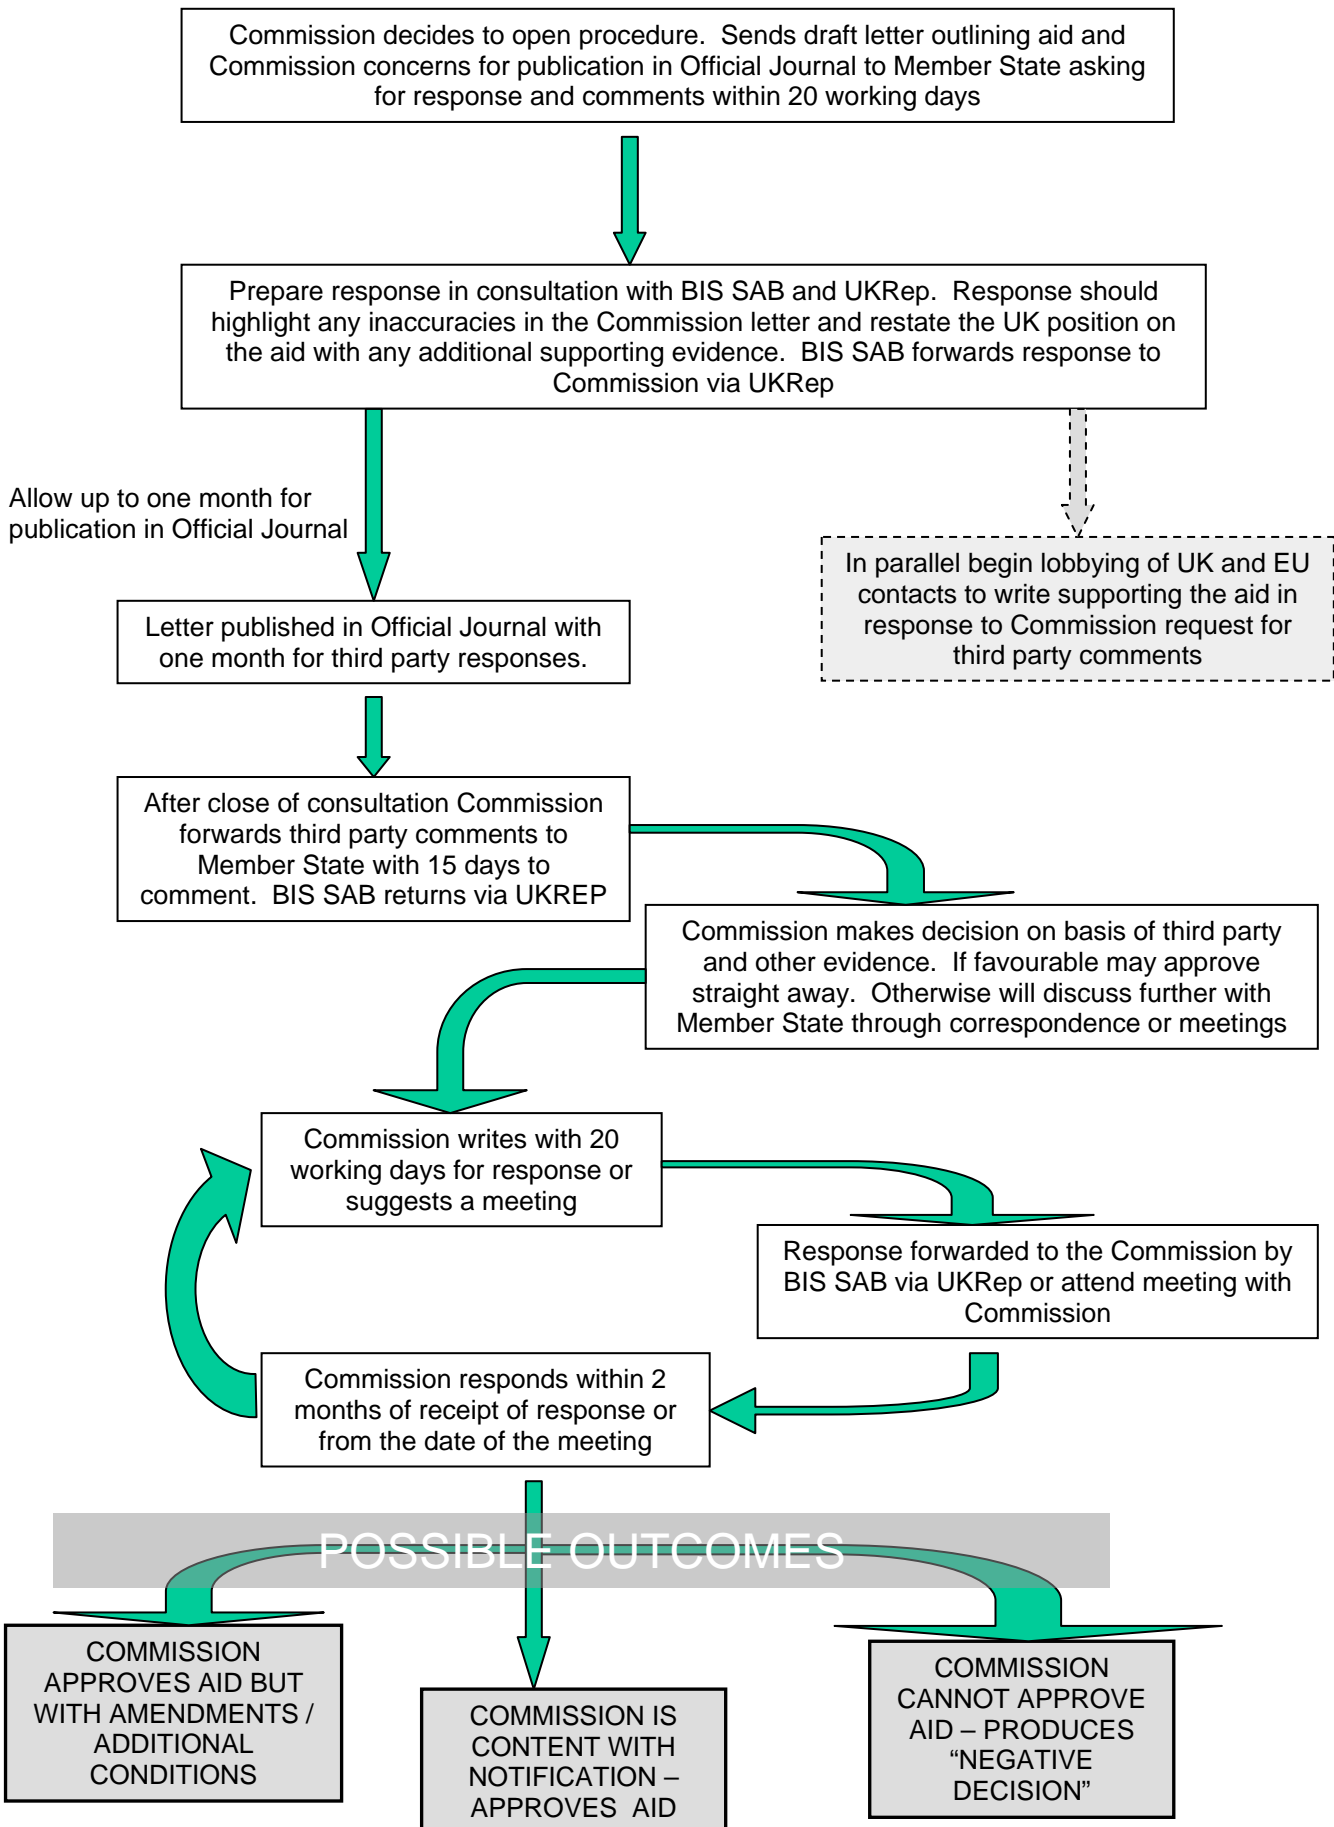 Commission decides to open procedure.  Sends draft letter outlining aid and
Commission concerns for publication in Official Journal to Member State asking
for response and comments within 20 working days
Prepare response in consultation with BIS SAB and UKRep.  Response should
highlight any inaccuracies in the Commission letter and restate the UK position on
the aid with any additional supporting evidence.  BIS SAB forwards response to
Commission via UKRep
Allow up to one month for
publication in Official Journal
In parallel begin lobbying of UK and EU
contacts to write supporting the aid in
response to Commission request for
third party comments
Letter published in Official Journal with
one month for third party responses.
After close of consultation Commission
forwards third party comments to
Member State with 15 days to
comment.  BIS SAB returns via UKREP
Commission makes decision on basis of third party
and other evidence.  If favourable may approve
straight away.  Otherwise will discuss further with
Member State through correspondence or meetings
Commission writes with 20
working days for response or
suggests a meeting
Response forwarded to the Commission by
BIS SAB via UKRep or attend meeting with
Commission
Commission responds within 2
months of receipt of response or
from the date of the meeting
POSSIBLE OUTCOMES
COMMISSION
APPROVES AID BUT
WITH AMENDMENTS /
ADDITIONAL
CONDITIONS
COMMISSION IS
CONTENT WITH
NOTIFICATION –
APPROVES  AID
COMMISSION
CANNOT APPROVE
AID – PRODUCES
“NEGATIVE
DECISION”